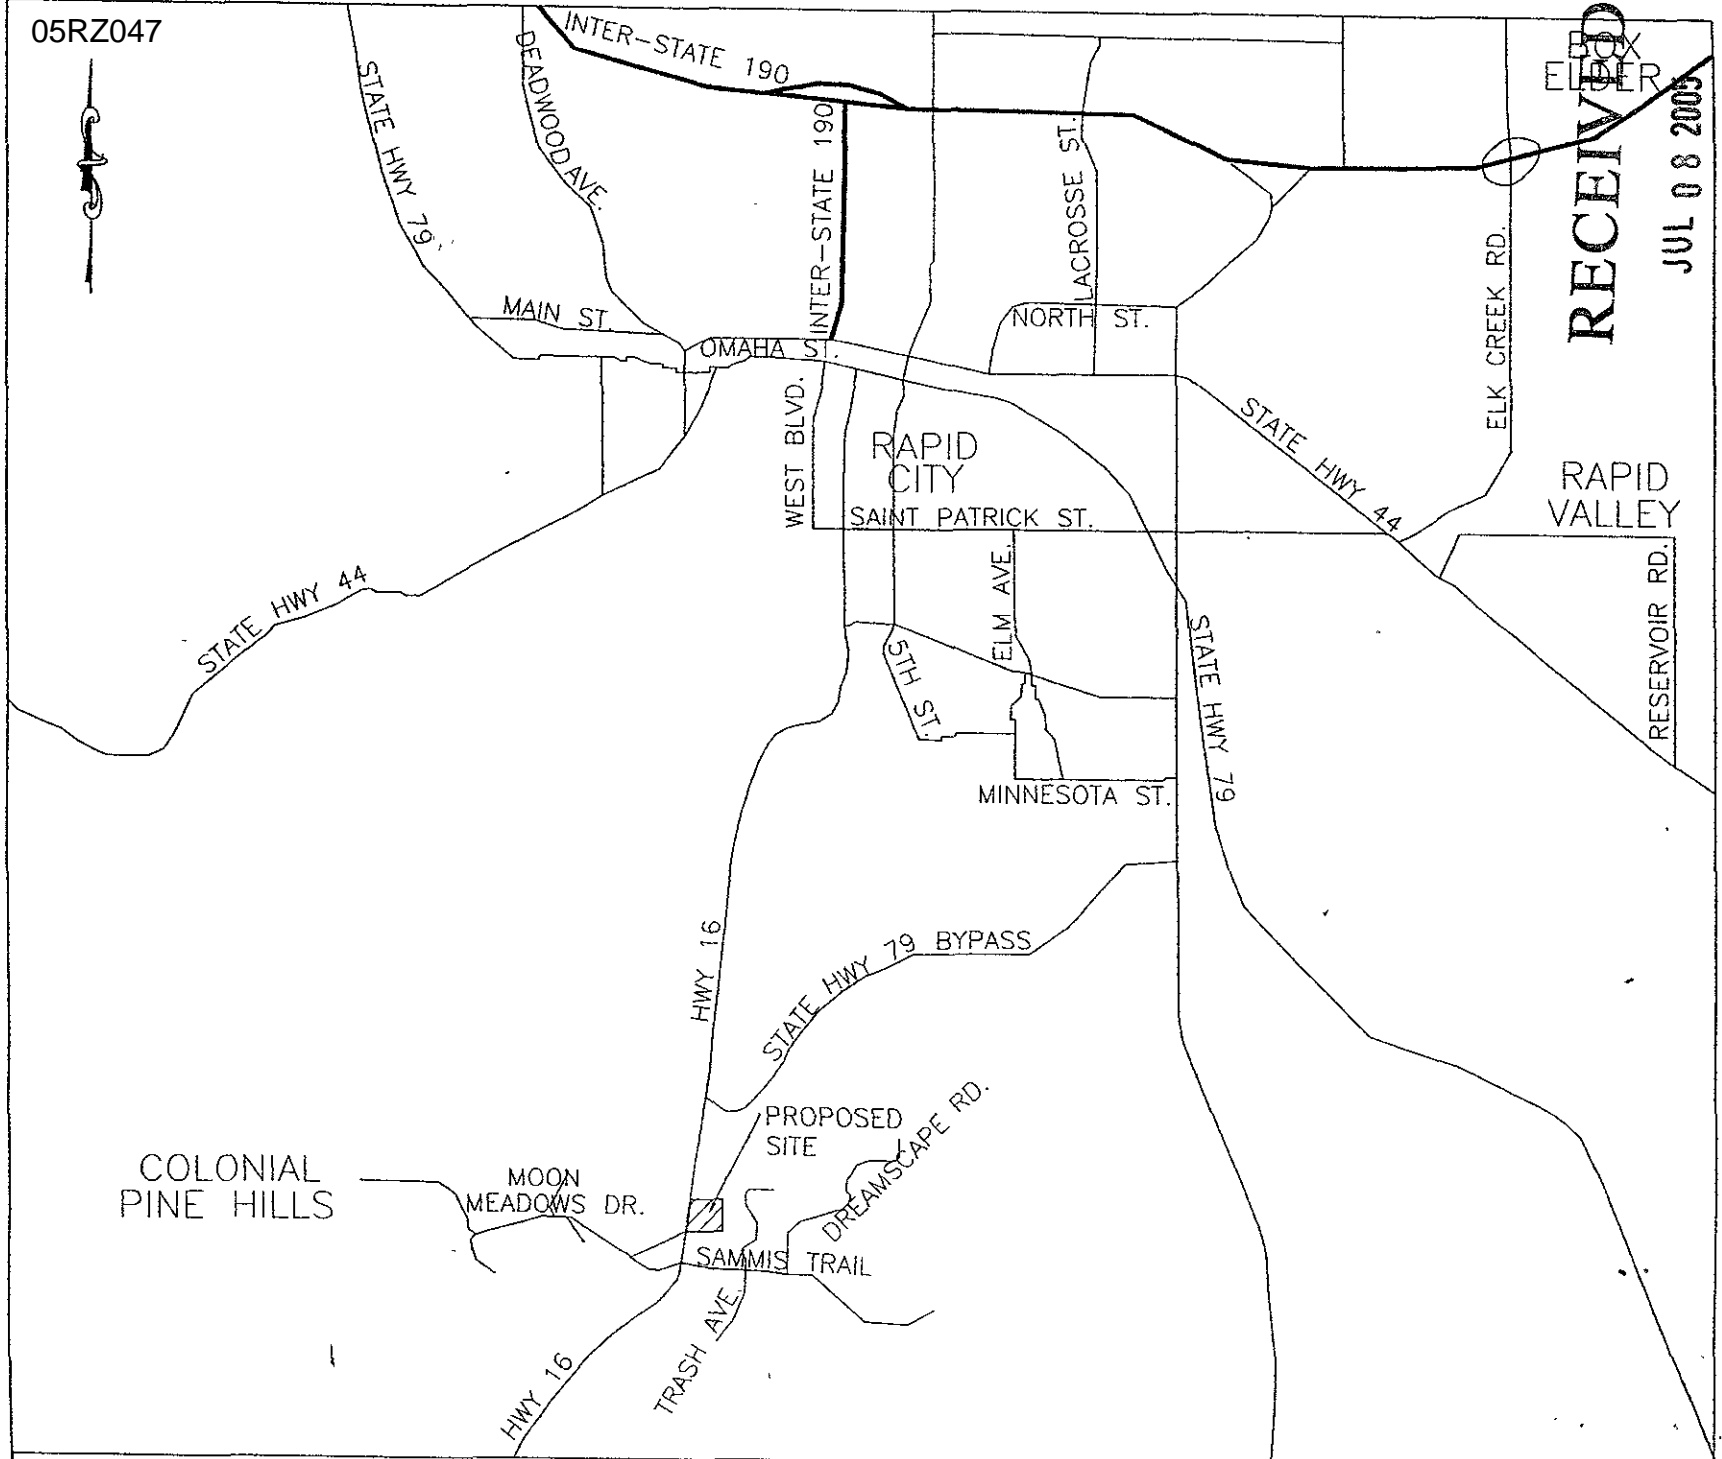 05RZ047
INTER-STATE 190
BOX
ELDER
RECEIVED
JUL 08 2005
STATE HWY 79
DEADWOOD AVE.
INTER-STATE 190
LACROSSE ST.
ELK CREEK RD.
MAIN ST.
NORTH ST.
OMAHA ST.
WEST BLVD.
RAPID
CITY
STATE HWY 44
RAPID
VALLEY
SAINT PATRICK ST.
ELM AVE.
RESERVOIR RD.
STATE HWY 44
5TH ST.
STATE HWY 79
MINNESOTA ST.
HWY 16
STATE HWY 79 BYPASS
PROPOSED
SITE
DREAMSCAPE RD.
COLONIAL
PINE HILLS
MOON
MEADOWS DR.
SAMMIS TRAIL
TRASH AVE.
HWY 16